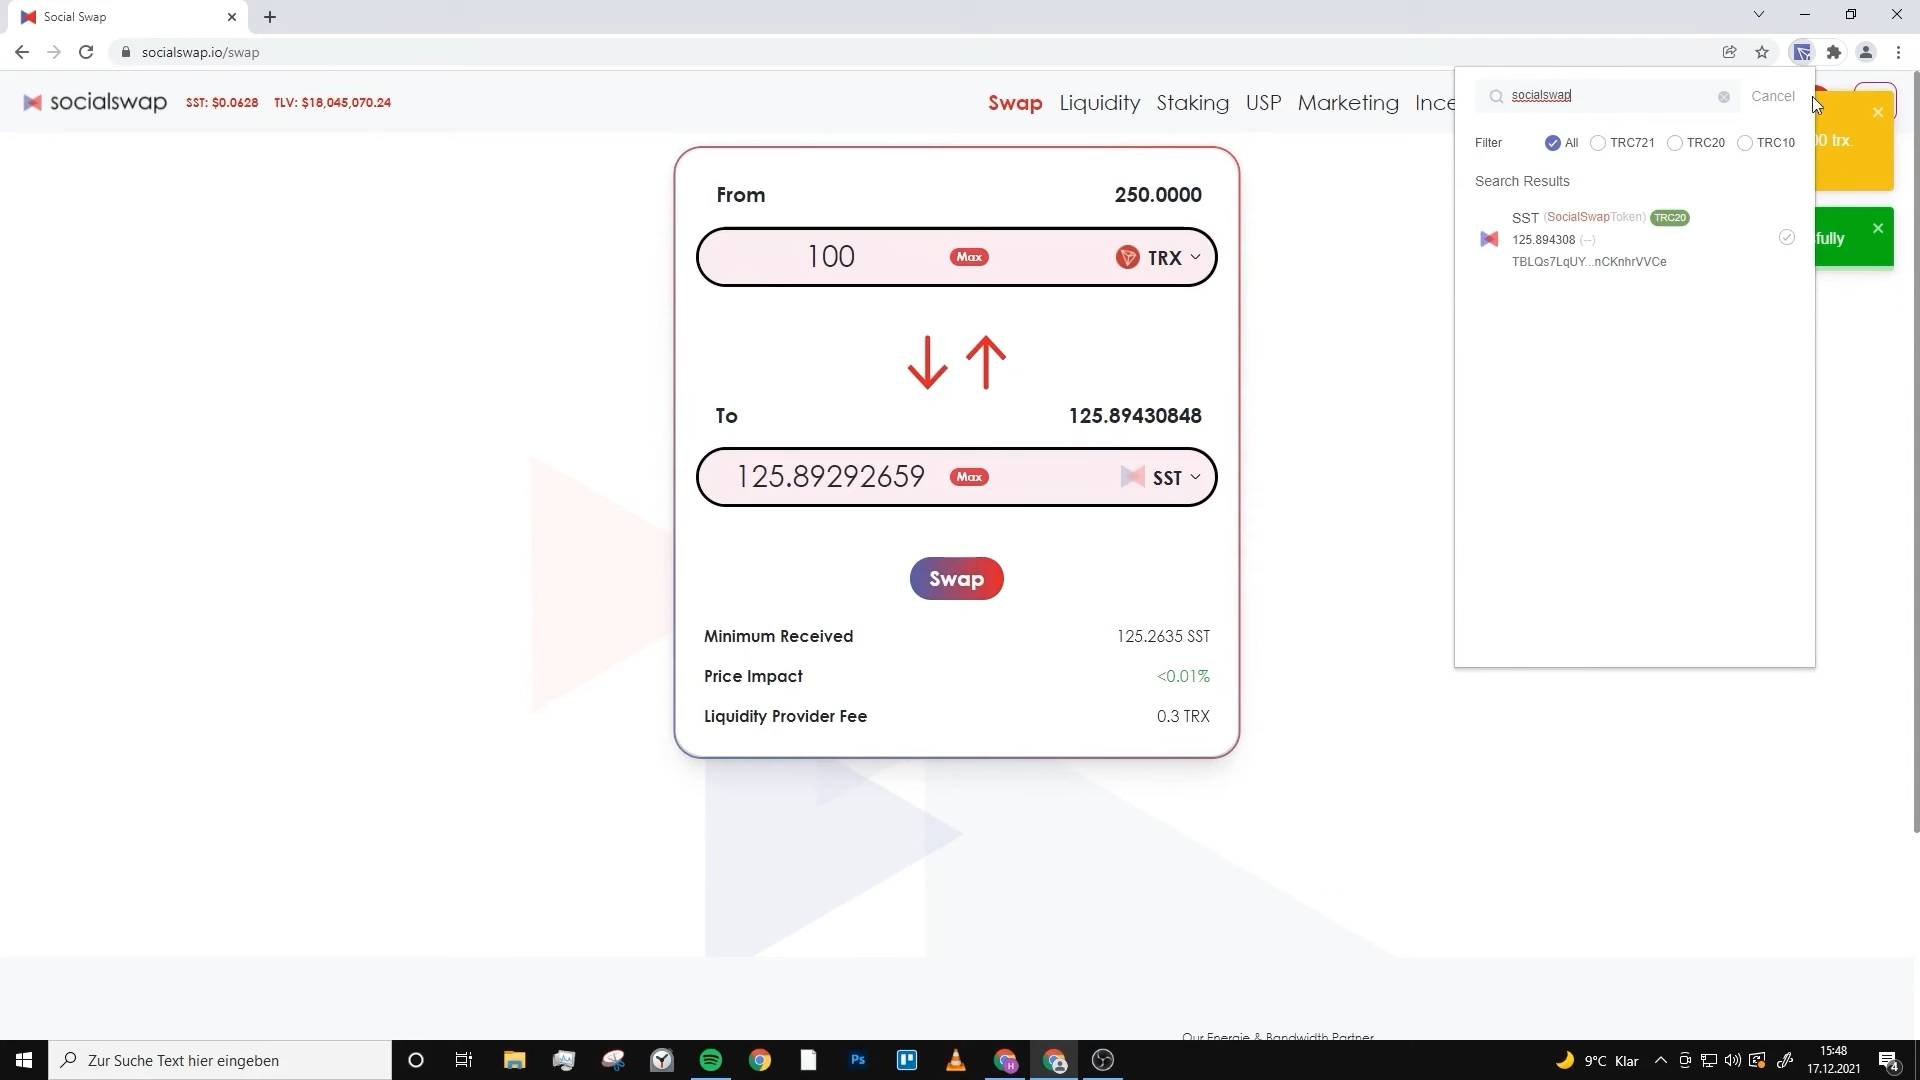 Social Swap
socialswap.io/swap
socialswap
SST: $0.0628
TLV: $18,045,070.24
Swap
Liquidity
Staking
USP
Marketing
socialswap
Cancel
Filter
All
TRC721
TRC20
TRC10
Search Results
SST (SocialSwapToken) TRC20
125.894308 (--)
TBLQs7LqUY...nCKnhrVVCe
trx.
From
250.0000
100
Max
TRX
To
125.89430848
125.89292659
Max
SST
Swap
Minimum Received
125.2635 SST
Price Impact
<0.01%
Liquidity Provider Fee
0.3 TRX
Our Energie & Bandwidth Partner
Zur Suche Text hier eingeben
Ps
H
9°C Klar
15:48
17.12.2021
4